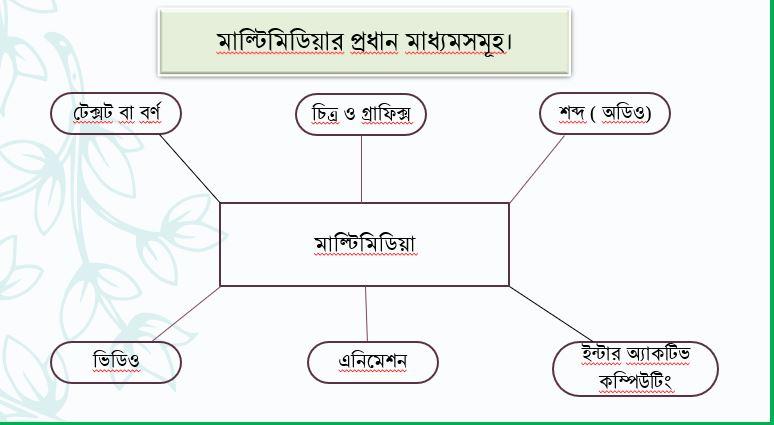 মাল্টিমিডিয়ার প্রধান মাধ্যমসমূহ।
টেক্সট বা বর্ণ
চিত্র ও গ্রাফিক্স
শব্দ ( অডিও)
মাল্টিমিডিয়া
ভিডিও
এনিমেশন
ইন্টার অ্যাকটিভ
কম্পিউটিং